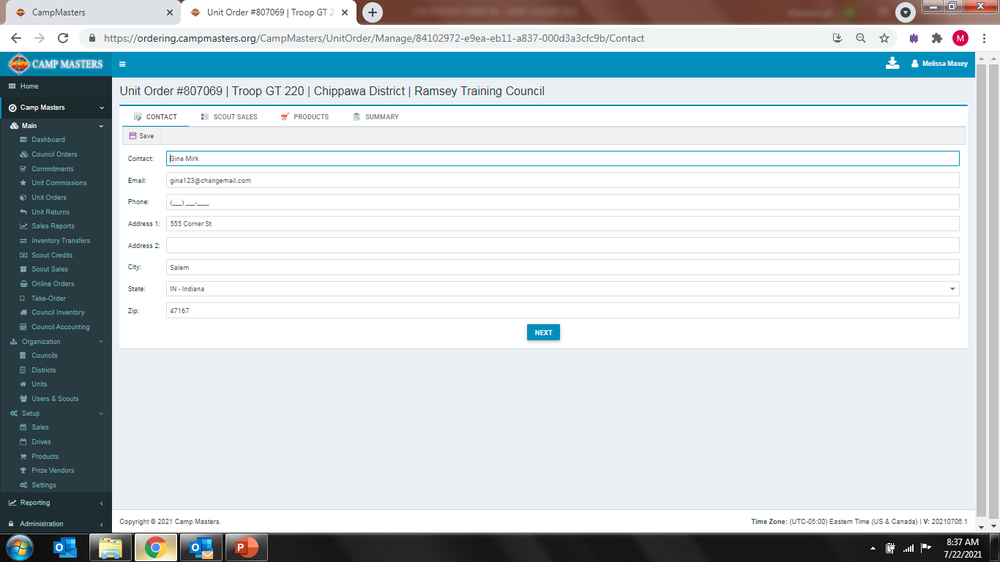 CampMasters
Unit Order #807069 | Troop GT 2
https://ordering.campmasters.org/CampMasters/UnitOrder/Manage/84102972-e9ea-eb11-a837-000d3a3cfc9b/Contact
M
CAMP MASTERS
Melissa Maxey
Home
Camp Masters
Main
Dashboard
Council Orders
Commitments
Unit Commissions
Unit Orders
Unit Returns
Sales Reports
Inventory Transfers
Scout Credits
Scout Sales
Online Orders
Take-Order
Council Inventory
Council Accounting
Organization
Councils
Districts
Units
Users & Scouts
Setup
Sales
Drives
Products
Prize Vendors
Settings
Reporting
Administration
Unit Order #807069 | Troop GT 220 | Chippawa District | Ramsey Training Council
CONTACT SCOUT SALES PRODUCTS SUMMARY
Save
Contact: Gina Mirk
Email: gina123@changemail.com
Phone: (___) ___-____
Address 1: 555 Corner St
Address 2:
City: Salem
State: IN - Indiana
Zip: 47167
NEXT
Copyright © 2021 Camp Masters.
Time Zone: (UTC-05:00) Eastern Time (US & Canada) | V: 20210706.1
8:37 AM
7/22/2021